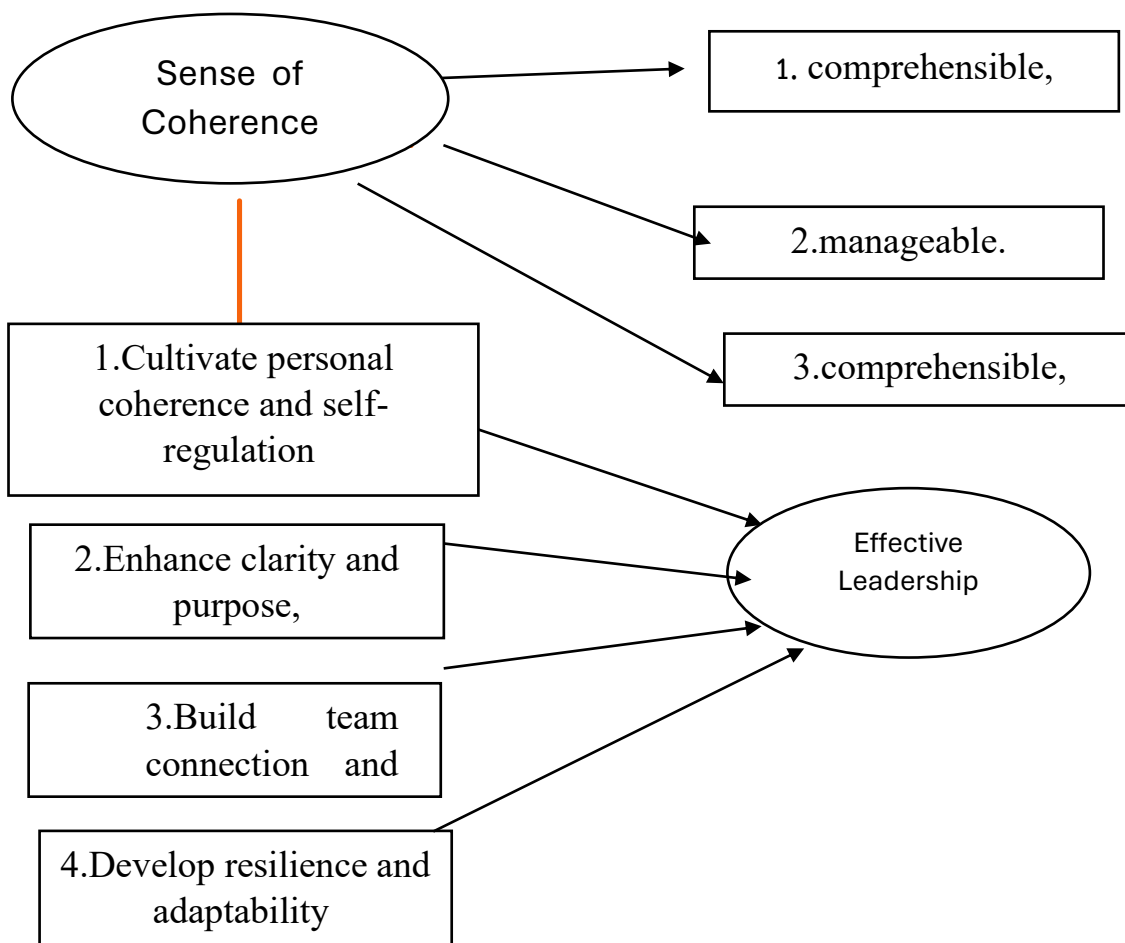 Sense of
Coherence
1. comprehensible,
2.manageable.
3.comprehensible,
1.Cultivate personal
coherence and self-
regulation
2.Enhance clarity and
purpose,
3.Build team
connection and
4.Develop resilience and
adaptability
Effective
Leadership